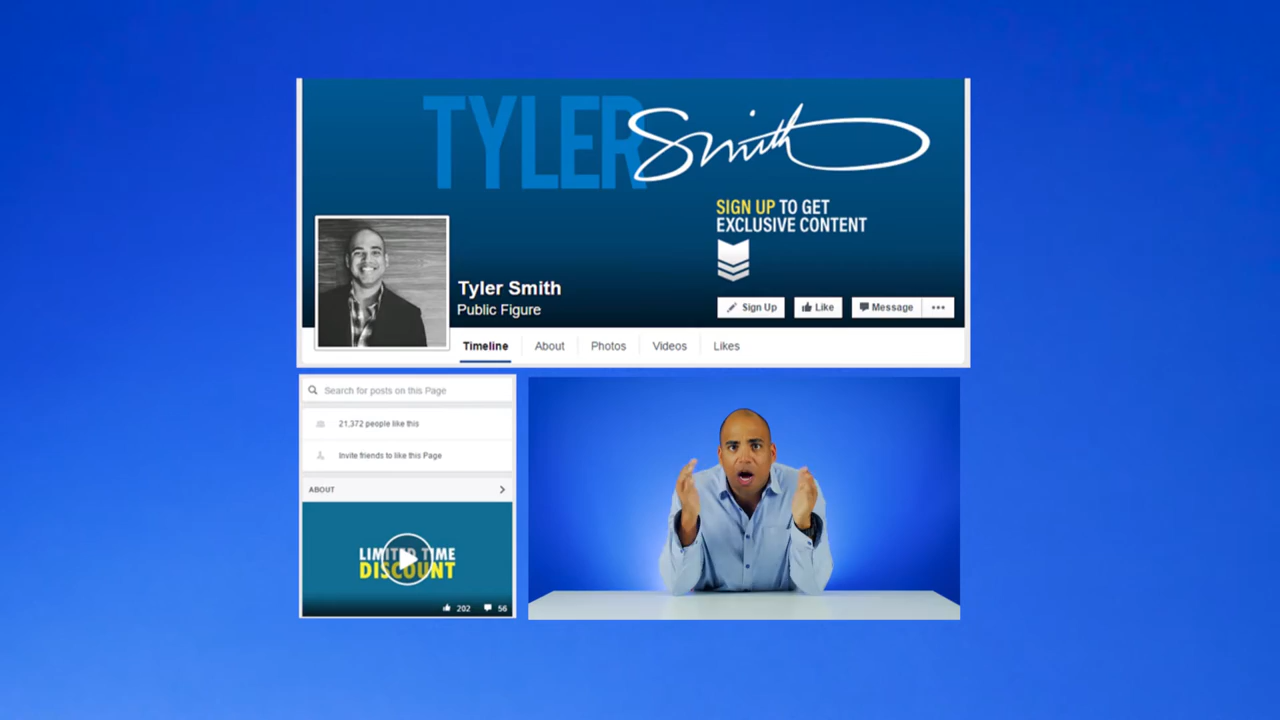 TYLER Smith
SIGN UP TO GET
EXCLUSIVE CONTENT
Tyler Smith
Public Figure
Sign Up Like Message
Timeline About Photos Videos Likes
Search for posts on this Page
21,372 people like this
Invite friends to like this Page
ABOUT
LIMITED TIME
DISCOUNT
202 56